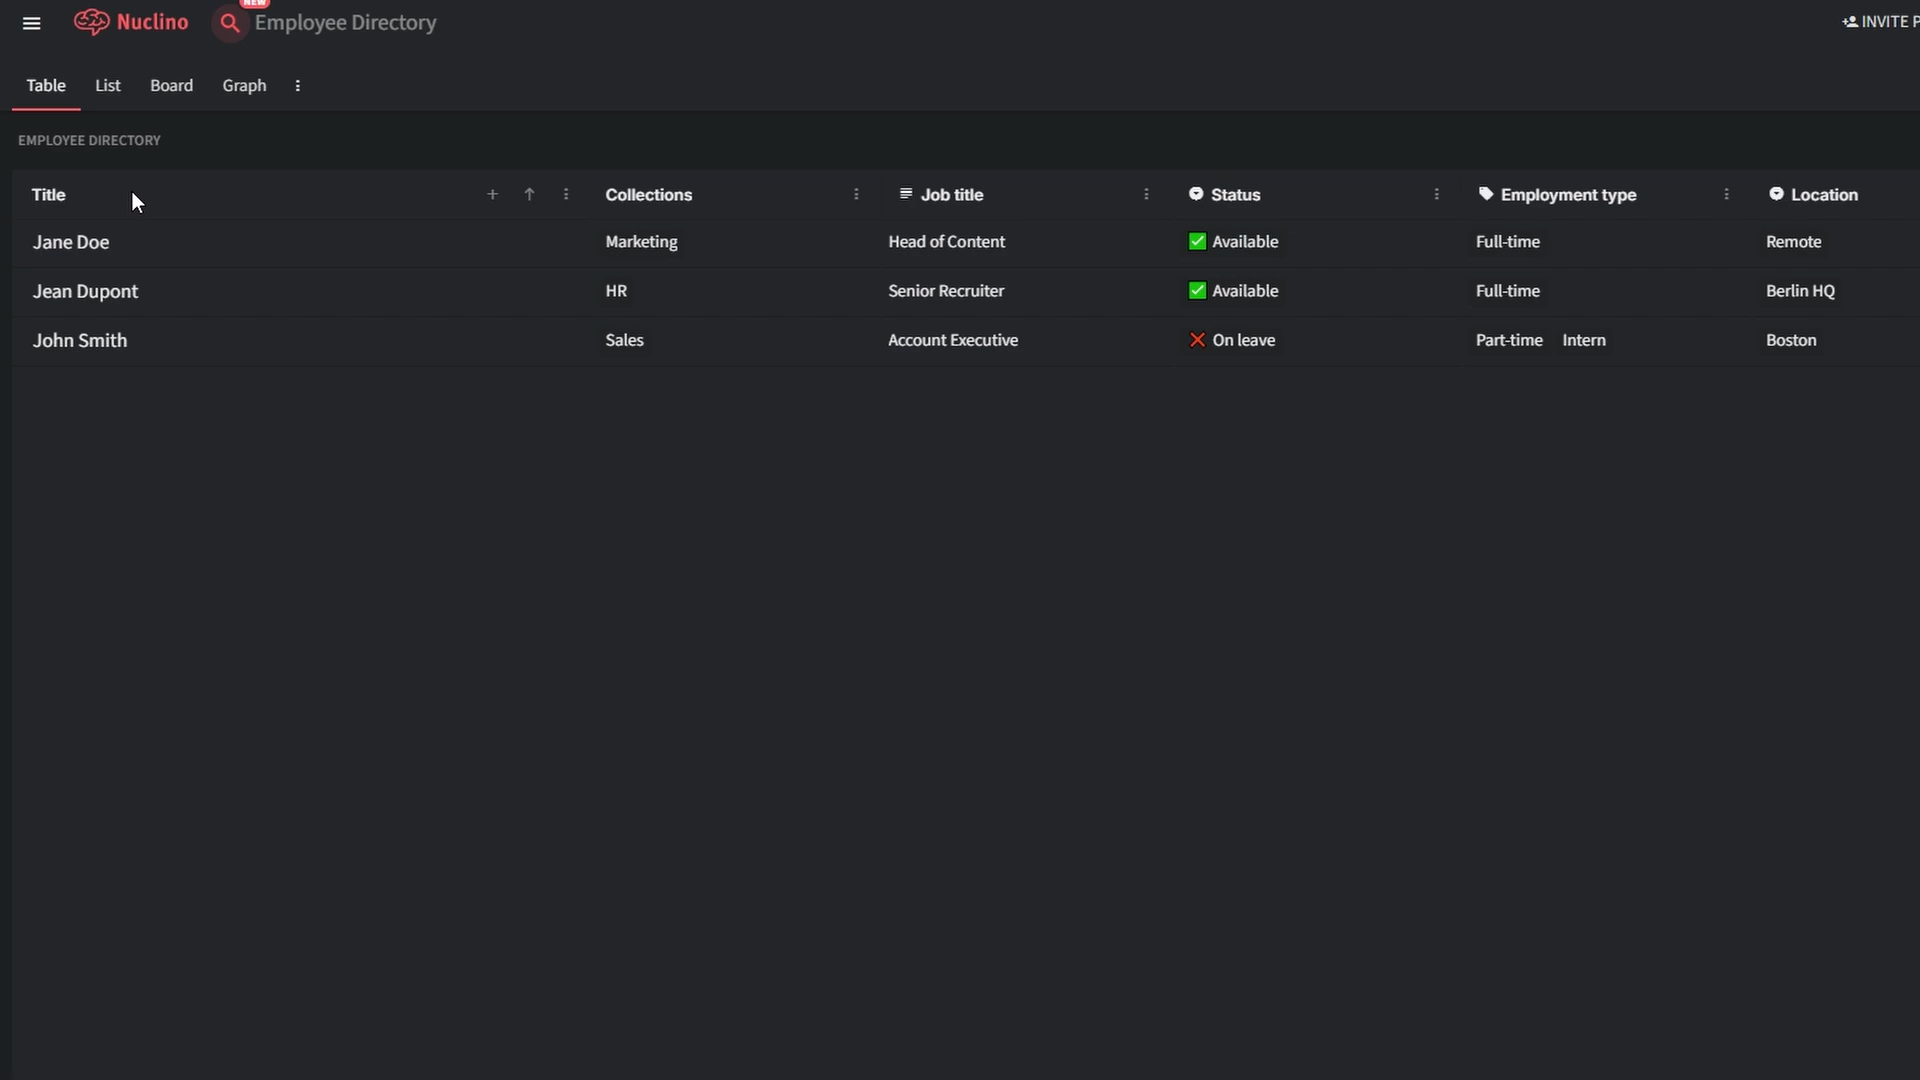 NEW
Nuclino Employee Directory INVITE P
Table List Board Graph
EMPLOYEE DIRECTORY
Title Collections Job title Status Employment type Location
Jane Doe Marketing Head of Content Available Full-time Remote
Jean Dupont HR Senior Recruiter Available Full-time Berlin HQ
John Smith Sales Account Executive On leave Part-time Intern Boston